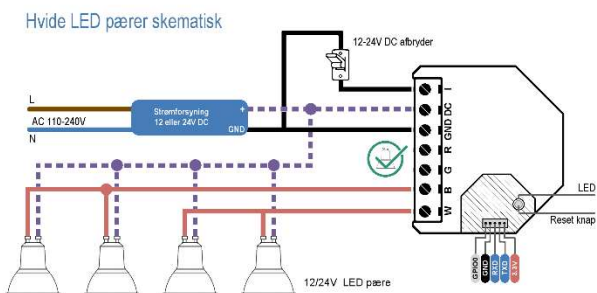 Hvide LED pærer skematisk
12-24V DC afbryder
L
AC 110-240V
N
Strømforsyning
12 eller 24V DC
+
GND
I
DC
GND
R
G
B
W
LED
Reset knap
GPIO0
GND
RXD
TXD
3.3V
12/24V LED pære